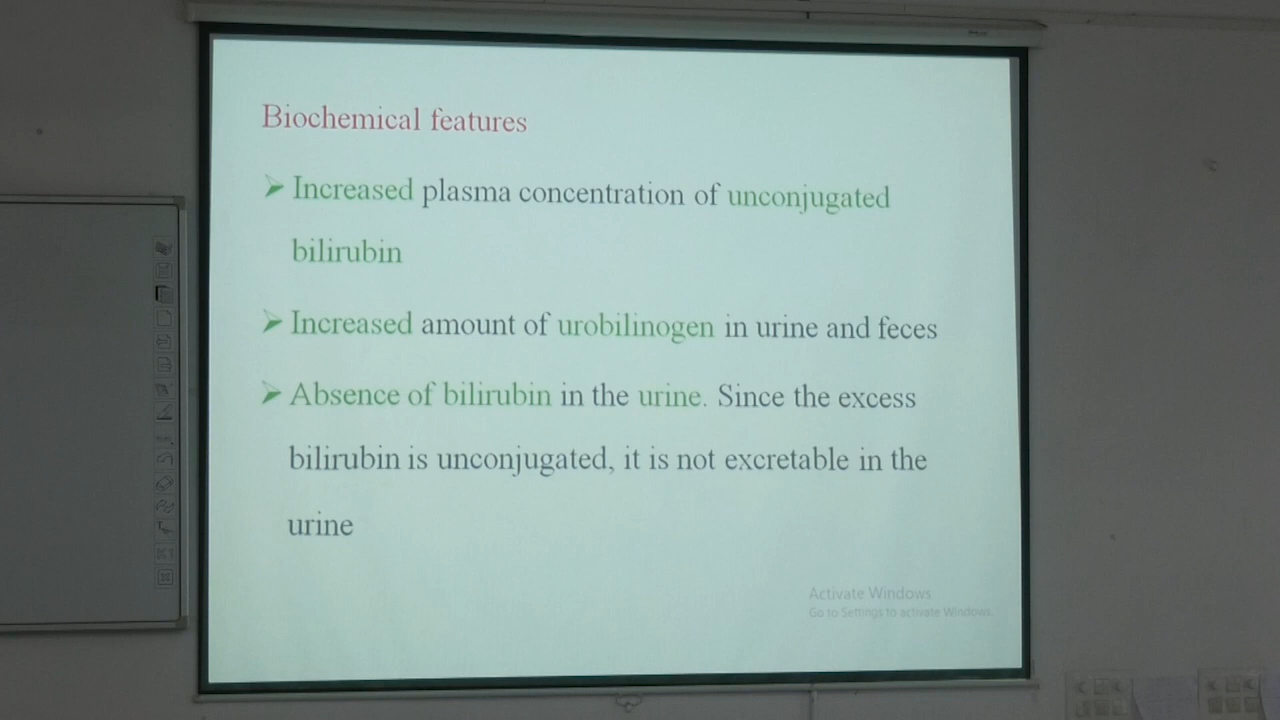 Biochemical features
➢ Increased plasma concentration of unconjugated
bilirubin
➢ Increased amount of urobilinogen in urine and feces
➢ Absence of bilirubin in the urine. Since the excess
bilirubin is unconjugated, it is not excretable in the
urine
Activate Windows
Go to Settings to activate Windows.